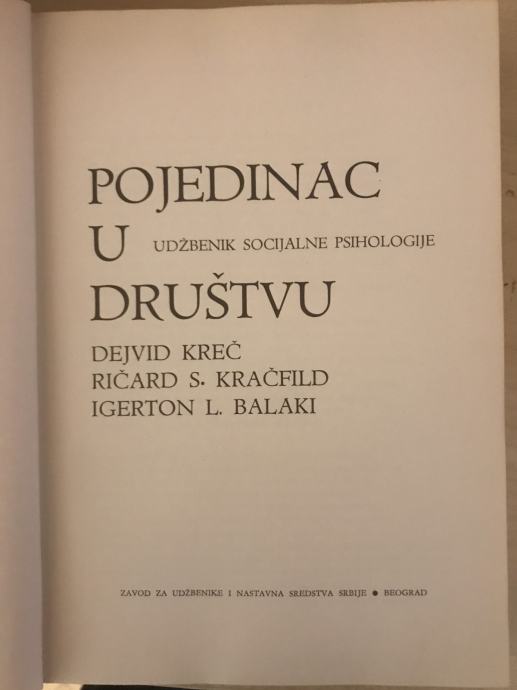 POJEDINAC
U UDŽBENIK SOCIJALNE PSIHOLOGIJE
DRUŠTVU
DEJVID KREČ
RIČARD S. KRAČFILD
IGERTON L. BALAKI
ZAVOD ZA UDŽBENIKE I NASTAVNA SREDSTVA SRBIJE ● BEOGRAD